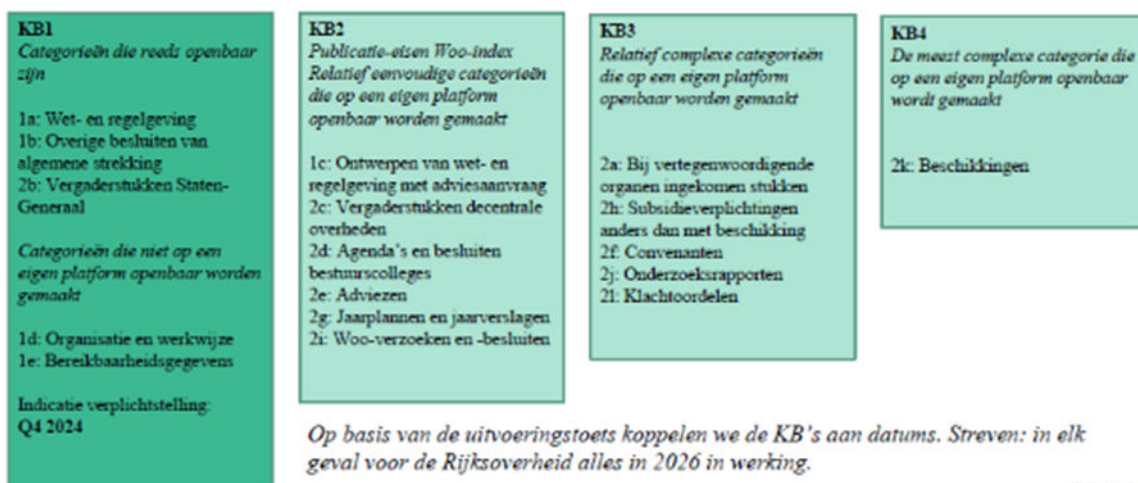 KB1
Categorieën die reeds openbaar
zijn
1a: Wet- en regelgeving
1b: Overige besluiten van
algemene strekking
2b: Vergaderstukken Staten-
Generaal
Categorieën die niet op een
eigen platform openbaar worden
gemaakt
1d: Organisatie en werkwijze
1e: Bereikbaarheidsgegevens
Indicatie verplichtstelling:
Q4 2024
KB2
Publicatie-eisen Woo-index
Relatief eenvoudige categorieën
die op een eigen platform
openbaar worden gemaakt
1c: Ontwerpen van wet- en
regelgeving met adviesaanvraag
2c: Vergaderstukken decentrale
overheden
2d: Agenda's en besluiten
bestuurscolleges
2e: Adviezen
2g: Jaarplannen en jaarverslagen
2i: Woo-verzoeken en -besluiten
KB3
Relatief complexe categorieën
die op een eigen platform
openbaar worden gemaakt
2a: Bij vertegenwoordigende
organen ingekomen stukken
2h: Subsidieverplichtingen
anders dan met beschikking
2f: Convenanten
2j: Onderzoeksrapporten
2l: Klachtoordelen
KB4
De meest complexe categorie die
op een eigen platform openbaar
wordt gemaakt
2k: Beschikkingen
Op basis van de uitvoeringstoets koppelen we de KB's aan datums. Streven: in elk
geval voor de Rijksoverheid alles in 2026 in werking.